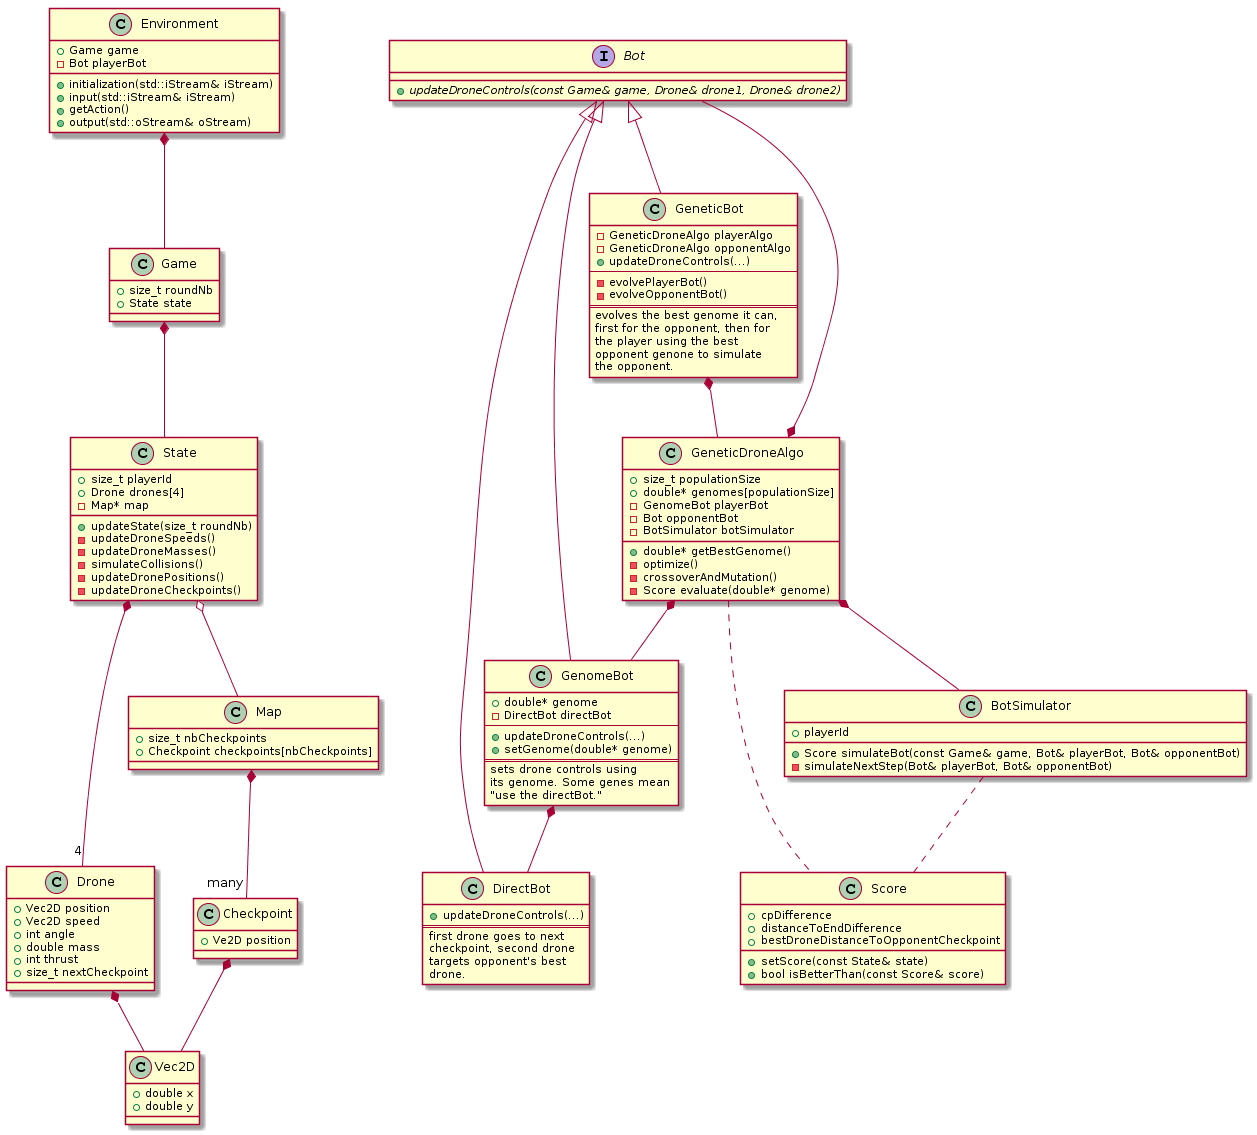 C Environment
Game game
Bot playerBot
initialization(std::iStream& iStream)
input(std::iStream& iStream)
getAction()
output(std::oStream& oStream)
I Bot
updateDroneControls(const Game& game, Drone& drone1, Drone& drone2)
C GeneticBot
GeneticDroneAlgo playerAlgo
GeneticDroneAlgo opponentAlgo
updateDroneControls(...)
evolvePlayerBot()
evolveOpponentBot()
evolves the best genome it can,
first for the opponent, then for
the player using the best
opponent genone to simulate
the opponent.
C Game
size_t roundNb
State state
C State
size_t playerId
Drone drones[4]
Map* map
updateState(size_t roundNb)
updateDroneSpeeds()
updateDroneMasses()
simulateCollisions()
updateDronePositions()
updateDroneCheckpoints()
C GeneticDroneAlgo
size_t populationSize
double* genomes[populationSize]
GenomeBot playerBot
Bot opponentBot
BotSimulator botSimulator
double* getBestGenome()
optimize()
crossoverAndMutation()
Score evaluate(double* genome)
C Map
size_t nbCheckpoints
Checkpoint checkpoints[nbCheckpoints]
C GenomeBot
double* genome
DirectBot directBot
updateDroneControls(...)
setGenome(double* genome)
sets drone controls using
its genome. Some genes mean
"use the directBot."
C BotSimulator
playerId
Score simulateBot(const Game& game, Bot& playerBot, Bot& opponentBot)
simulateNextStep(Bot& playerBot, Bot& opponentBot)
4
many
C Drone
Vec2D position
Vec2D speed
int angle
double mass
int thrust
size_t nextCheckpoint
C Checkpoint
Ve2D position
C DirectBot
updateDroneControls(...)
first drone goes to next
checkpoint, second drone
targets opponent's best
drone.
C Score
cpDifference
distanceToEndDifference
bestDroneDistanceToOpponentCheckpoint
setScore(const State& state)
bool isBetterThan(const Score& score)
C Vec2D
double x
double y